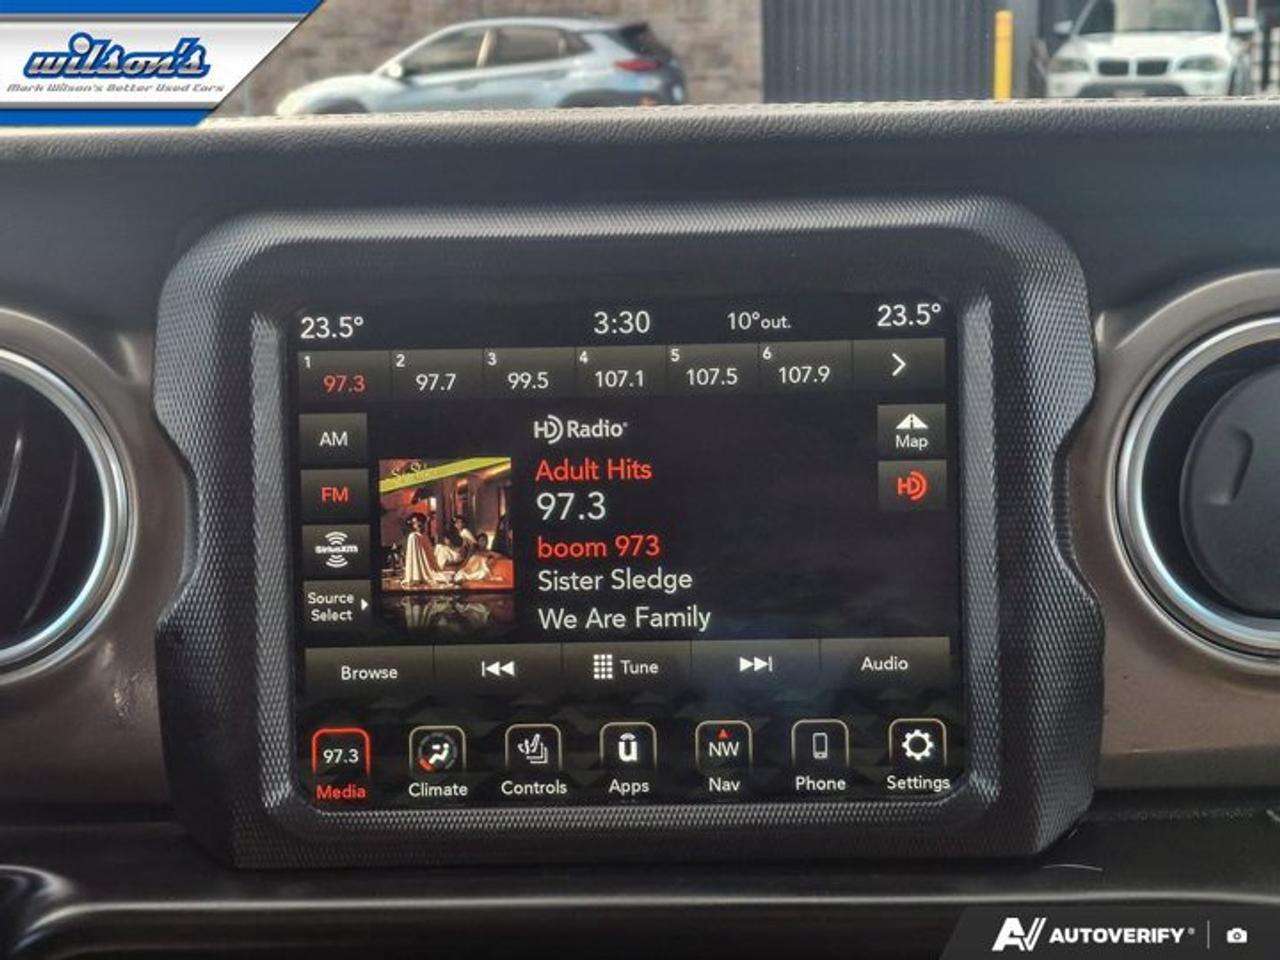 wilson's
Mark Wilson's Better Used Cars
23.5° 3:30 10°out. 23.5°
1 97.3 2 97.7 3 99.5 4 107.1 5 107.5 6 107.9
AM
FM
SiriusXM
Source
Select
HD Radio
Adult Hits
97.3
boom 973
Sister Sledge
We Are Family
Map
HD
Browse Tune Audio
97.3 u NW
Media Climate Controls Apps Nav Phone Settings
AUTOVERIFY